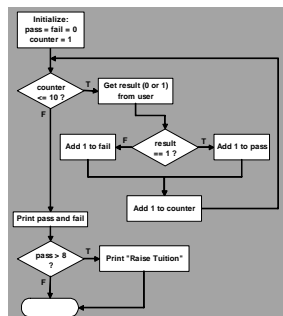 Initialize:
pass = fail = 0
counter = 1
counter
<= 10 ?
T
Get result (0 or 1)
from user
F
Add 1 to fail
F
result
== 1 ?
T
Add 1 to pass
Add 1 to counter
Print pass and fail
pass > 8
?
T
Print "Raise Tuition"
F